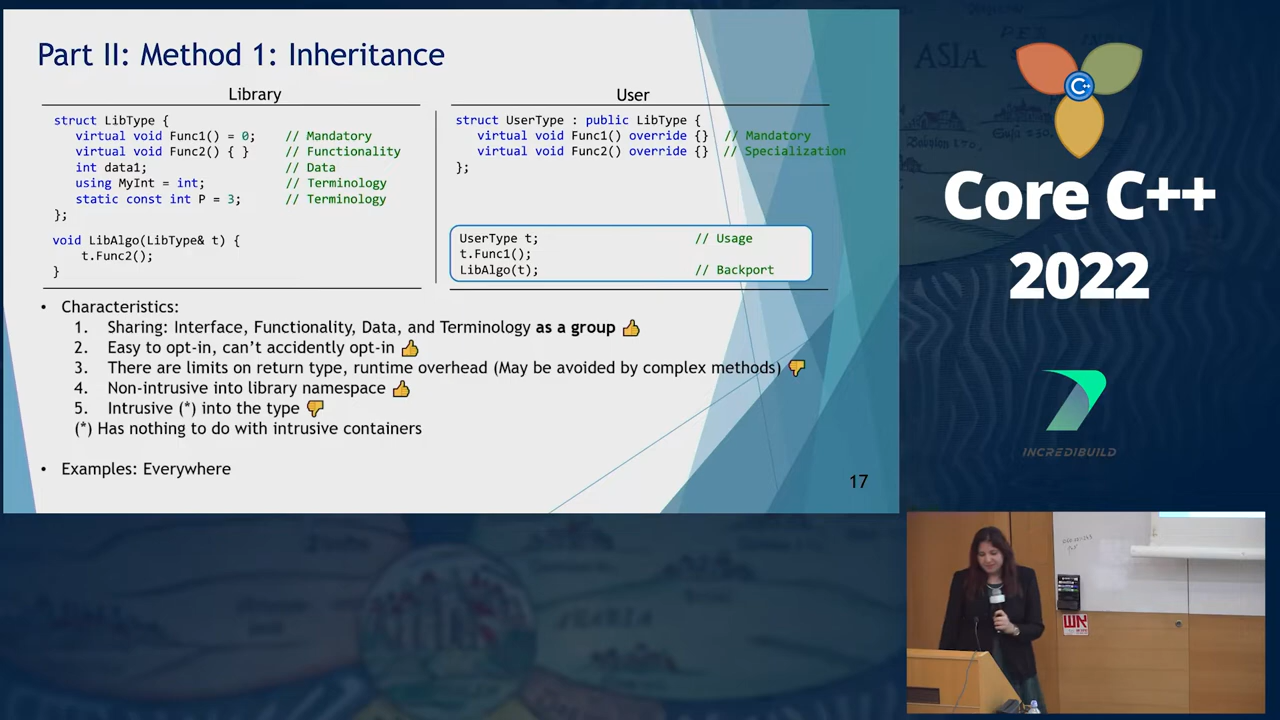 Part II: Method 1: Inheritance
Library
struct LibType {
virtual void Func1() = 0; // Mandatory
virtual void Func2() { } // Functionality
int data1; // Data
using MyInt = int; // Terminology
static const int P = 3; // Terminology
};
void LibAlgo(LibType& t) {
t.Func2();
}
User
struct UserType : public LibType {
virtual void Func1() override {} // Mandatory
virtual void Func2() override {} // Specialization
};
UserType t; // Usage
t.Func1();
LibAlgo(t); // Backport
• Characteristics:
1. Sharing: Interface, Functionality, Data, and Terminology as a group 👍
2. Easy to opt-in, can't accidently opt-in 👍
3. There are limits on return type, runtime overhead (May be avoided by complex methods) 👎
4. Non-intrusive into library namespace 👍
5. Intrusive (*) into the type 👎
(*) Has nothing to do with intrusive containers
• Examples: Everywhere
17
ASIA
C++
Core C++
2022
INCREDIBUILD